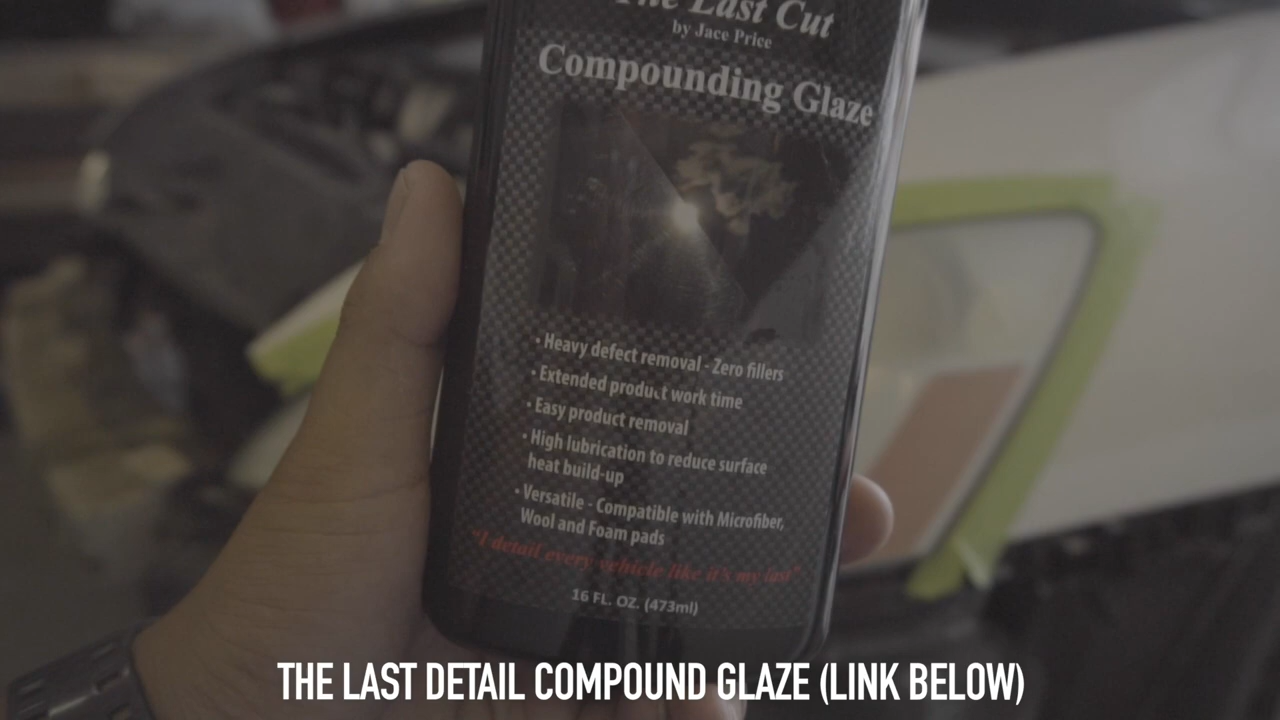 The Last Cut
by Jace Price
Compounding Glaze
• Heavy defect removal - Zero fillers
• Extended product work time
• Easy product removal
• High lubrication to reduce surface
heat build-up
• Versatile - Compatible with Microfiber,
Wool and Foam pads
"I detail every vehicle like it's my last"
16 FL. OZ. (473ml)
THE LAST DETAIL COMPOUND GLAZE (LINK BELOW)